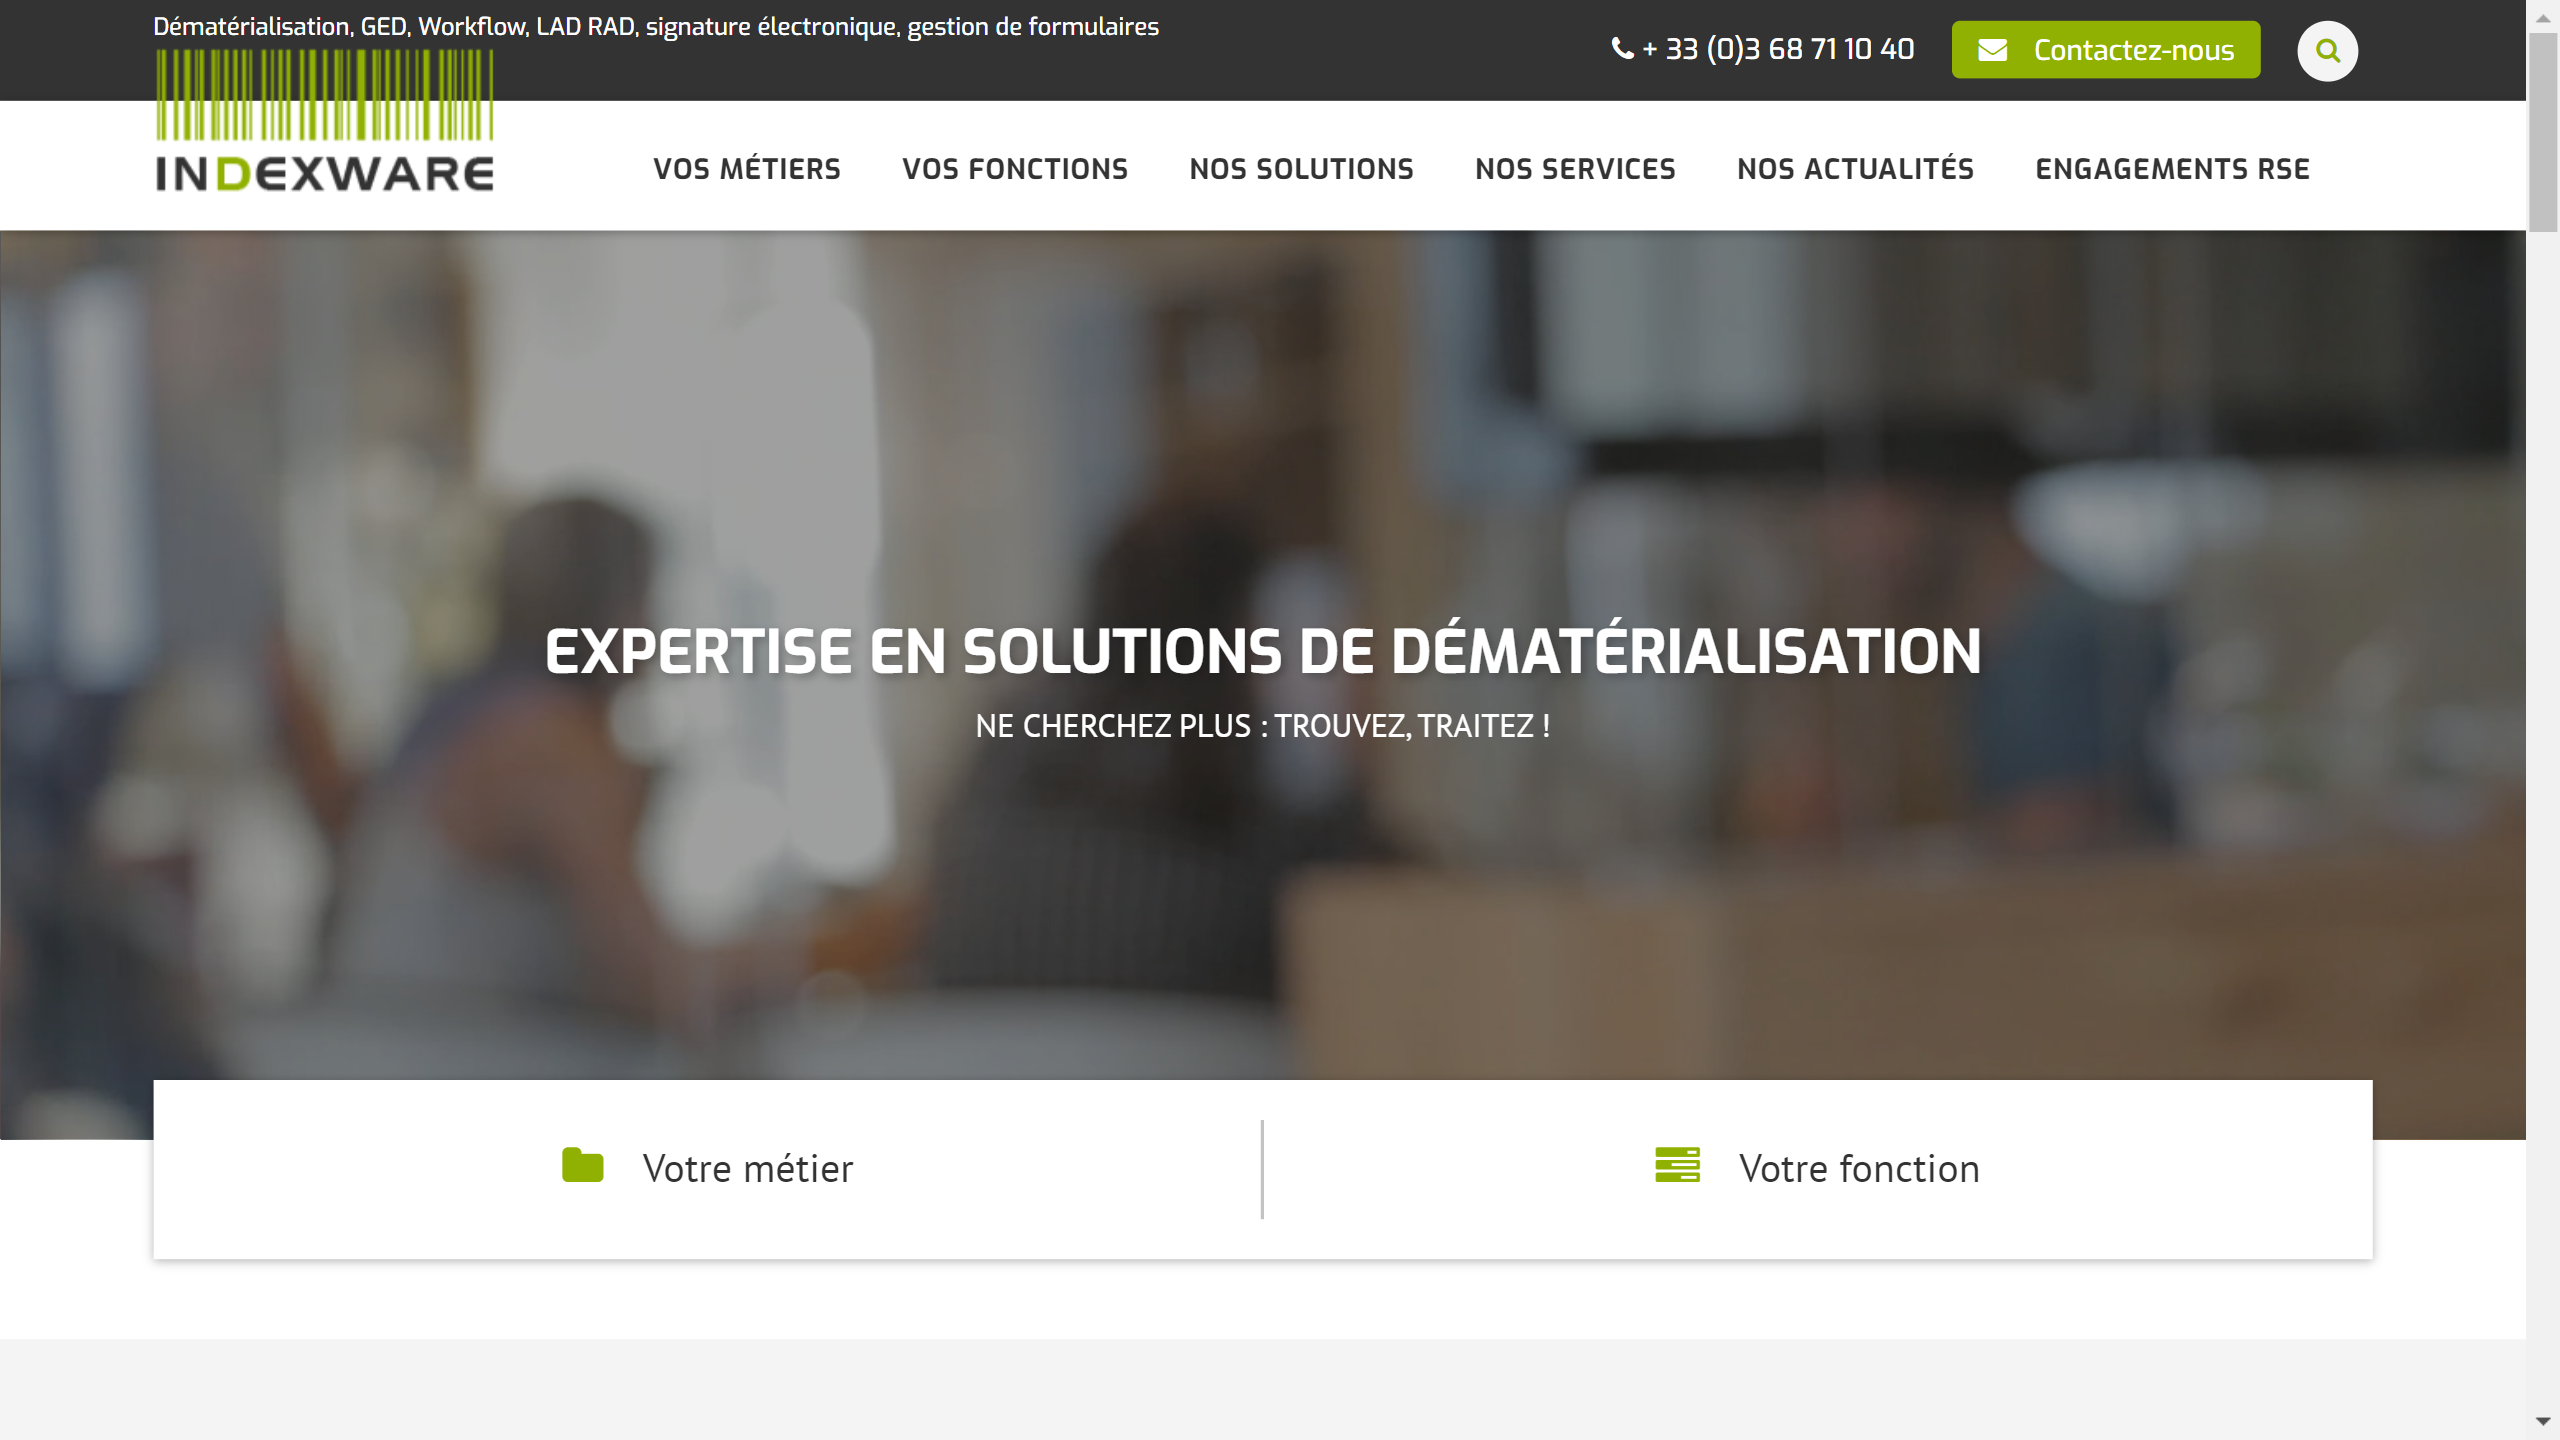 Dématérialisation, GED, Workflow, LAD RAD, signature électronique, gestion de formulaires
+ 33 (0)3 68 71 10 40
Contactez-nous
INDEXWARE
VOS MÉTIERS
VOS FONCTIONS
NOS SOLUTIONS
NOS SERVICES
NOS ACTUALITÉS
ENGAGEMENTS RSE
EXPERTISE EN SOLUTIONS DE DÉMATÉRIALISATION
NE CHERCHEZ PLUS : TROUVEZ, TRAITEZ !
Votre métier
Votre fonction